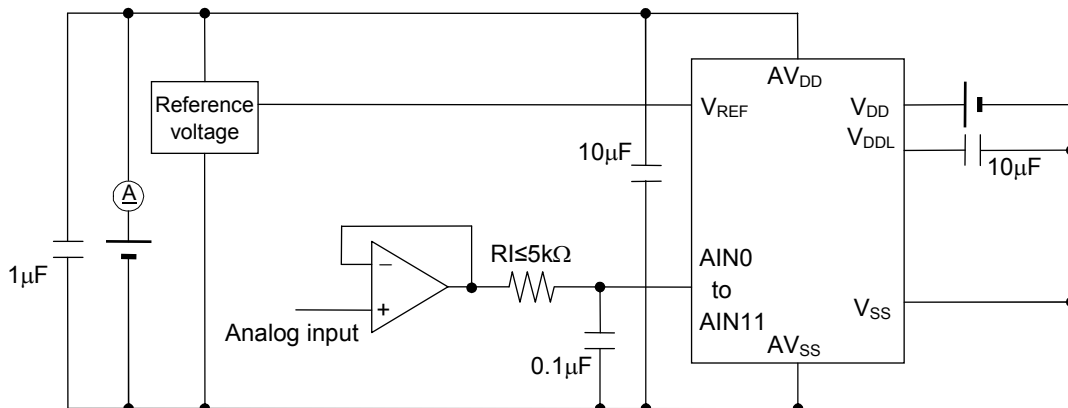 AVDD
Reference
voltage
VREF
VDD
VDDL
10μF
10μF
A
1μF
RI≤5kΩ
AIN0
to
AIN11
−
+
Analog input
VSS
0.1μF
AVSS